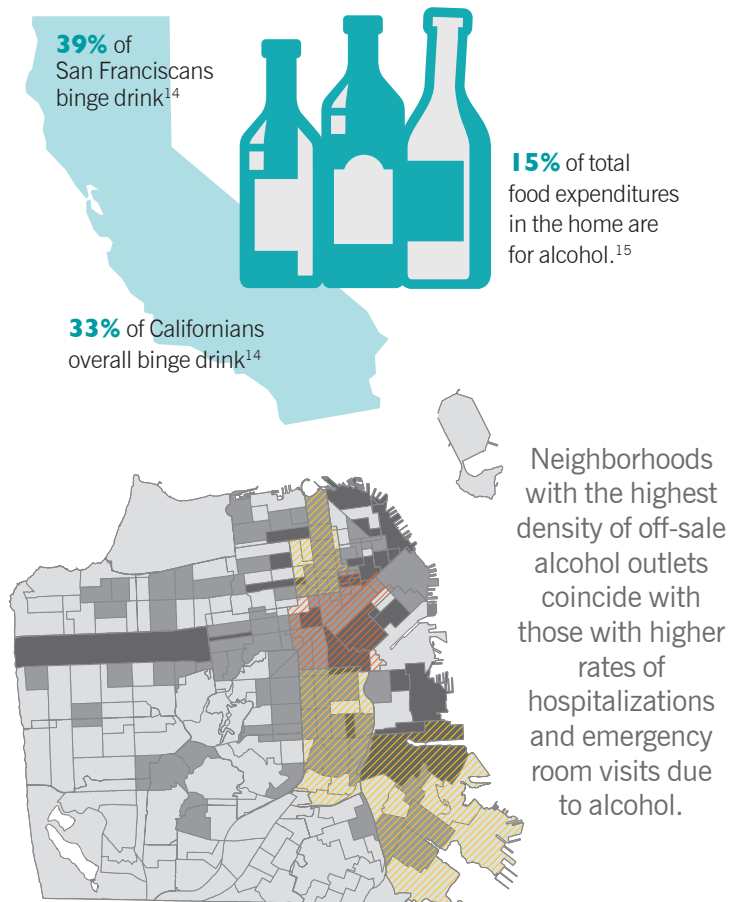 39% of
San Franciscans
binge drink14
15% of total
food expenditures
in the home are
for alcohol.15
33% of Californians
overall binge drink14
Neighborhoods
with the highest
density of off-sale
alcohol outlets
coincide with
those with higher
rates of
hospitalizations
and emergency
room visits due
to alcohol.